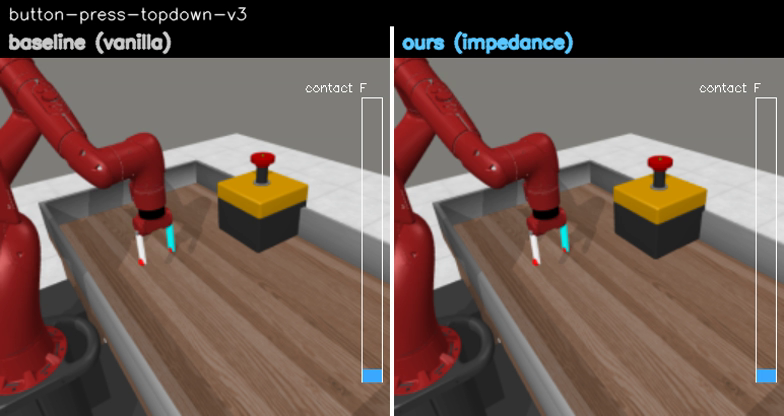 button-press-topdown-v3
baseline (vanilla)
ours (impedance)
contact F
contact F